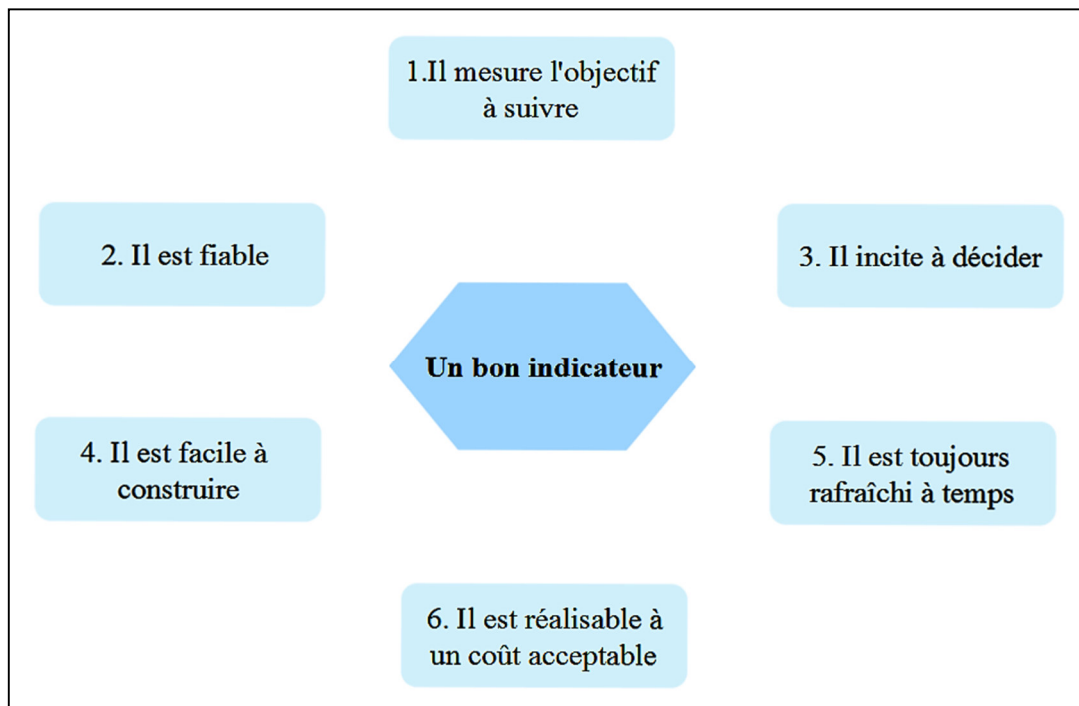 1.Il mesure l'objectif
à suivre
2. Il est fiable
3. Il incite à décider
Un bon indicateur
4. Il est facile à
construire
5. Il est toujours
rafraîchi à temps
6. Il est réalisable à
un coût acceptable